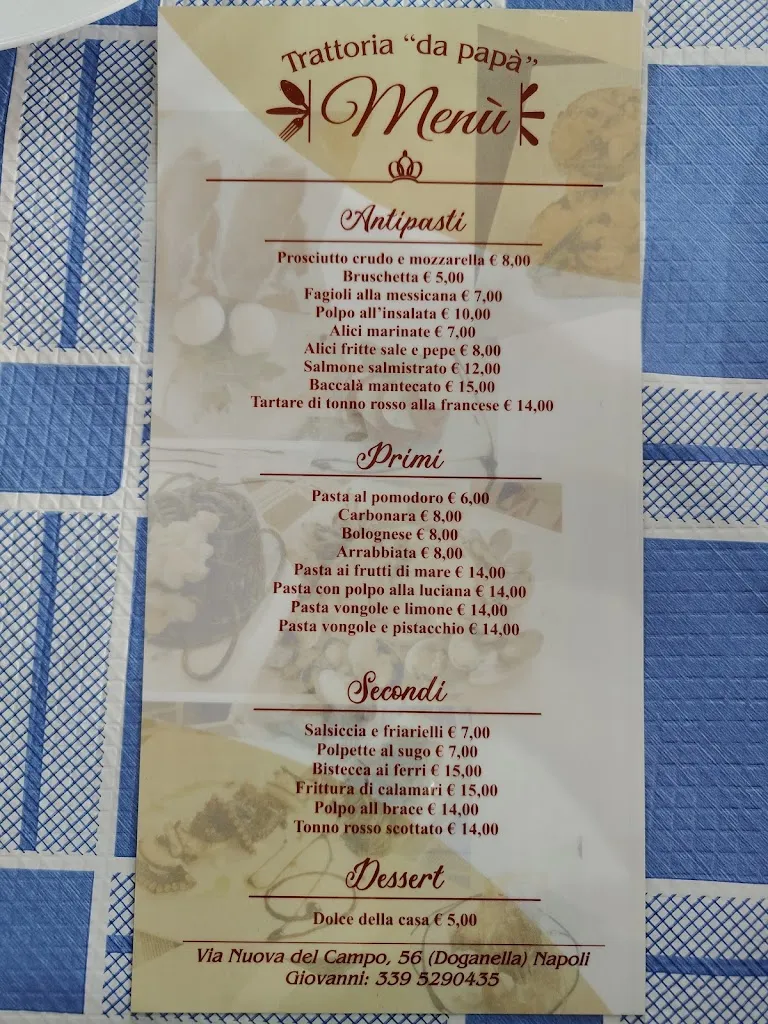 Trattoria “da papà”
Menù
Antipasti
Prosciutto crudo e mozzarella € 8,00
Bruschetta € 5,00
Fagioli alla messicana € 7,00
Polpo all’insalata € 10,00
Alici marinate € 7,00
Alici fritte sale e pepe € 8,00
Salmone salmistrato € 12,00
Baccalà mantecato € 15,00
Tartare di tonno rosso alla francese € 14,00
Primi
Pasta al pomodoro € 6,00
Carbonara € 8,00
Bolognese € 8,00
Arrabbiata € 8,00
Pasta ai frutti di mare € 14,00
Pasta con polpo alla luciana € 14,00
Pasta vongole e limone € 14,00
Pasta vongole e pistacchio € 14,00
Secondi
Salsiccia e friarielli € 7,00
Polpette al sugo € 7,00
Bistecca ai ferri € 15,00
Frittura di calamari € 15,00
Polpo all brace € 14,00
Tonno rosso scottato € 14,00
Dessert
Dolce della casa € 5,00
Via Nuova del Campo, 56 (Doganella) Napoli
Giovanni: 339 5290435